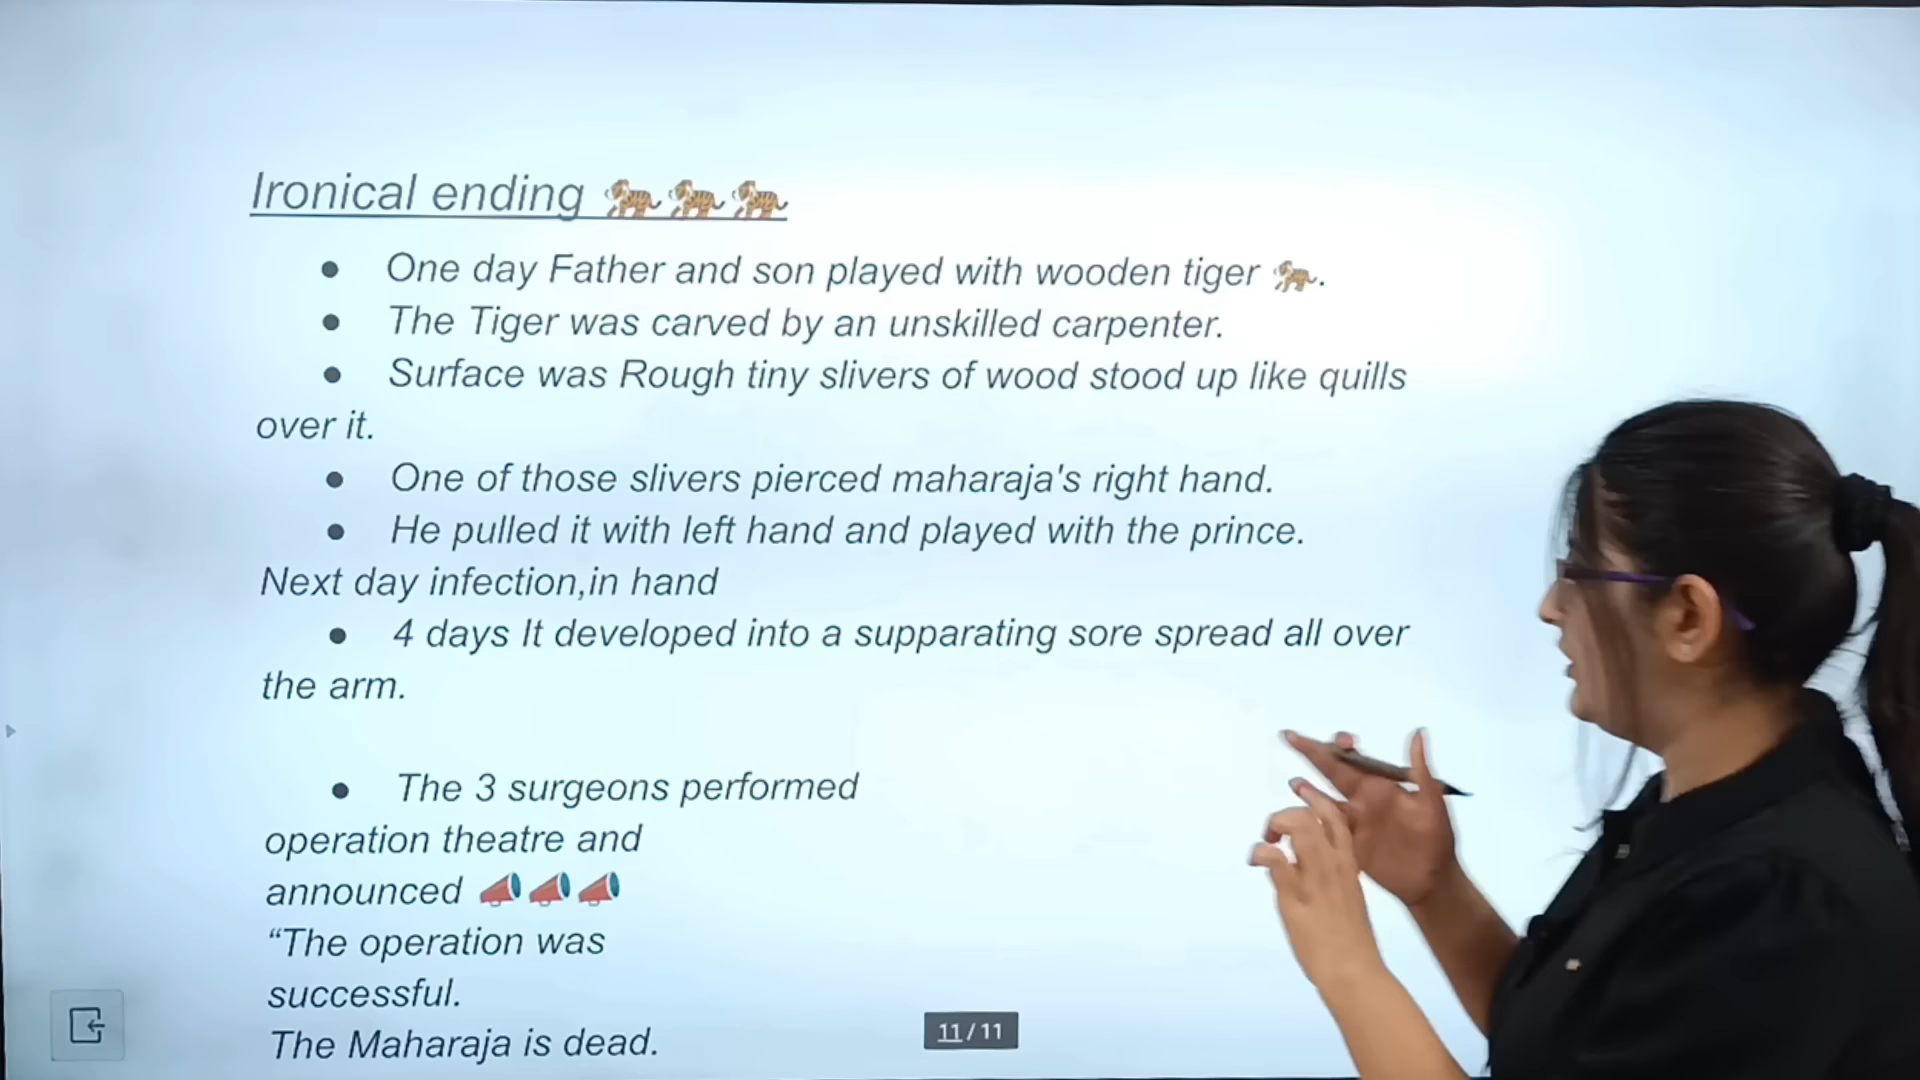 Ironical ending 🐅🐅🐅
● One day Father and son played with wooden tiger 🐅.
● The Tiger was carved by an unskilled carpenter.
● Surface was Rough tiny slivers of wood stood up like quills
over it.
● One of those slivers pierced maharaja's right hand.
● He pulled it with left hand and played with the prince.
Next day infection,in hand
● 4 days It developed into a supparating sore spread all over
the arm.
● The 3 surgeons performed
operation theatre and
announced 📣📣📣
“The operation was
successful.
The Maharaja is dead.
11/11